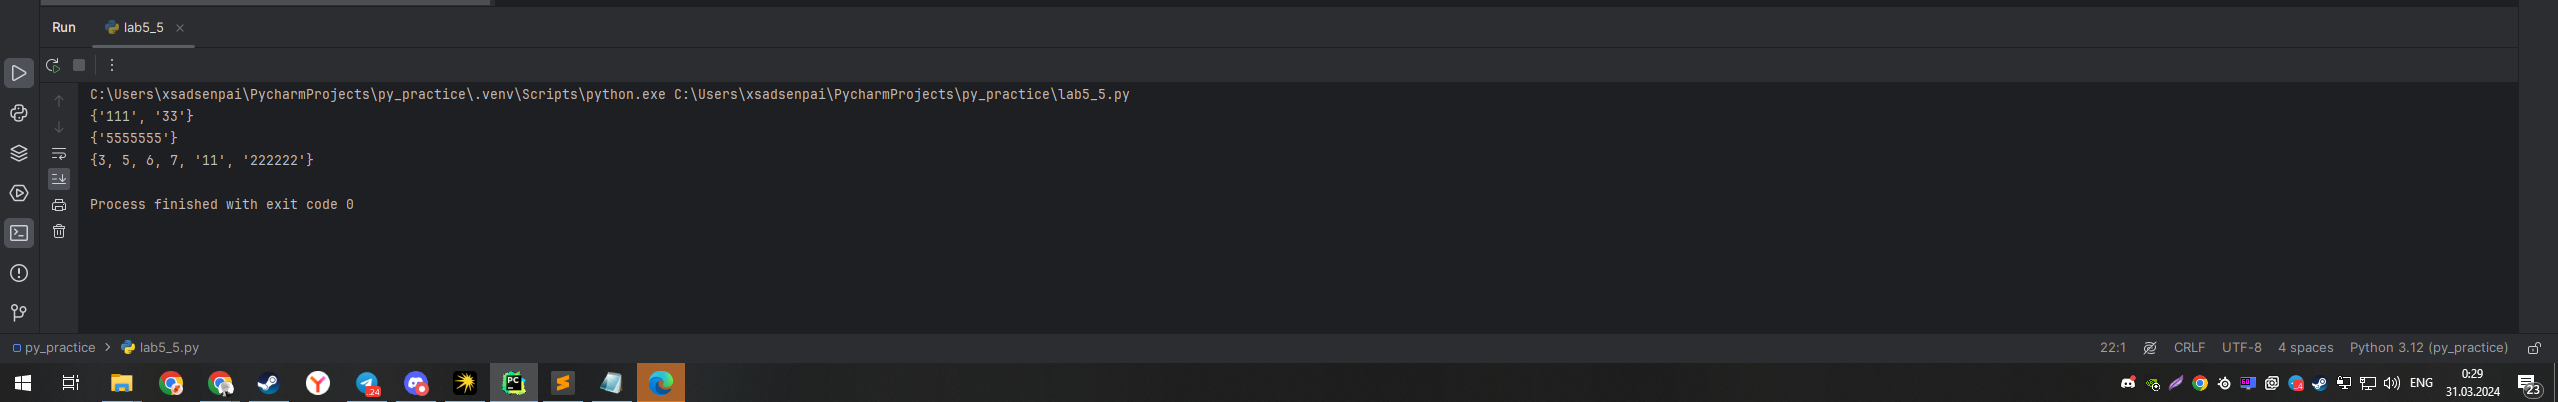 Run lab5_5
C:\Users\xsadsenpai\PycharmProjects\py_practice\.venv\Scripts\python.exe C:\Users\xsadsenpai\PycharmProjects\py_practice\lab5_5.py
{'111', '33'}
{'5555555'}
{3, 5, 6, 7, '11', '222222'}
Process finished with exit code 0
py_practice > lab5_5.py 22:1 CRLF UTF-8 4 spaces Python 3.12 (py_practice)
0:29
24 PC ENG 23
31.03.2024